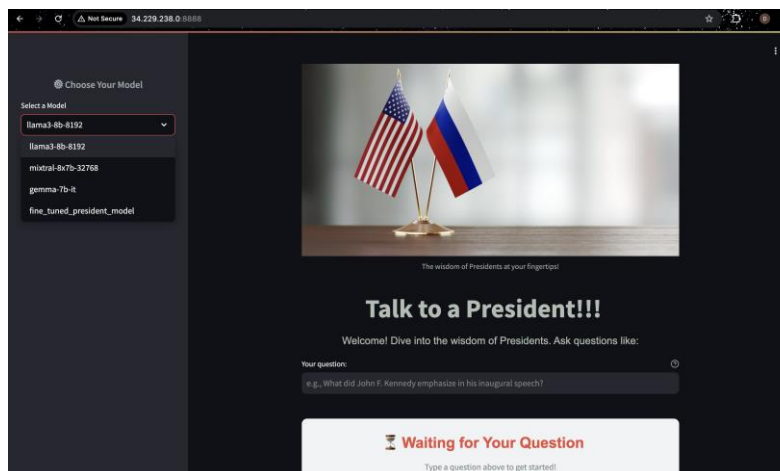 Not Secure 34.229.238.0:8888
D
Choose Your Model
Select a Model
llama3-8b-8192
llama3-8b-8192
mixtral-8x7b-32768
gemma-7b-it
fine_tuned_president_model
The wisdom of Presidents at your fingertips!
Talk to a President!!!
Welcome! Dive into the wisdom of Presidents. Ask questions like:
Your question:
e.g., What did John F. Kennedy emphasize in his inaugural speech?
Waiting for Your Question
Type a question above to get started!